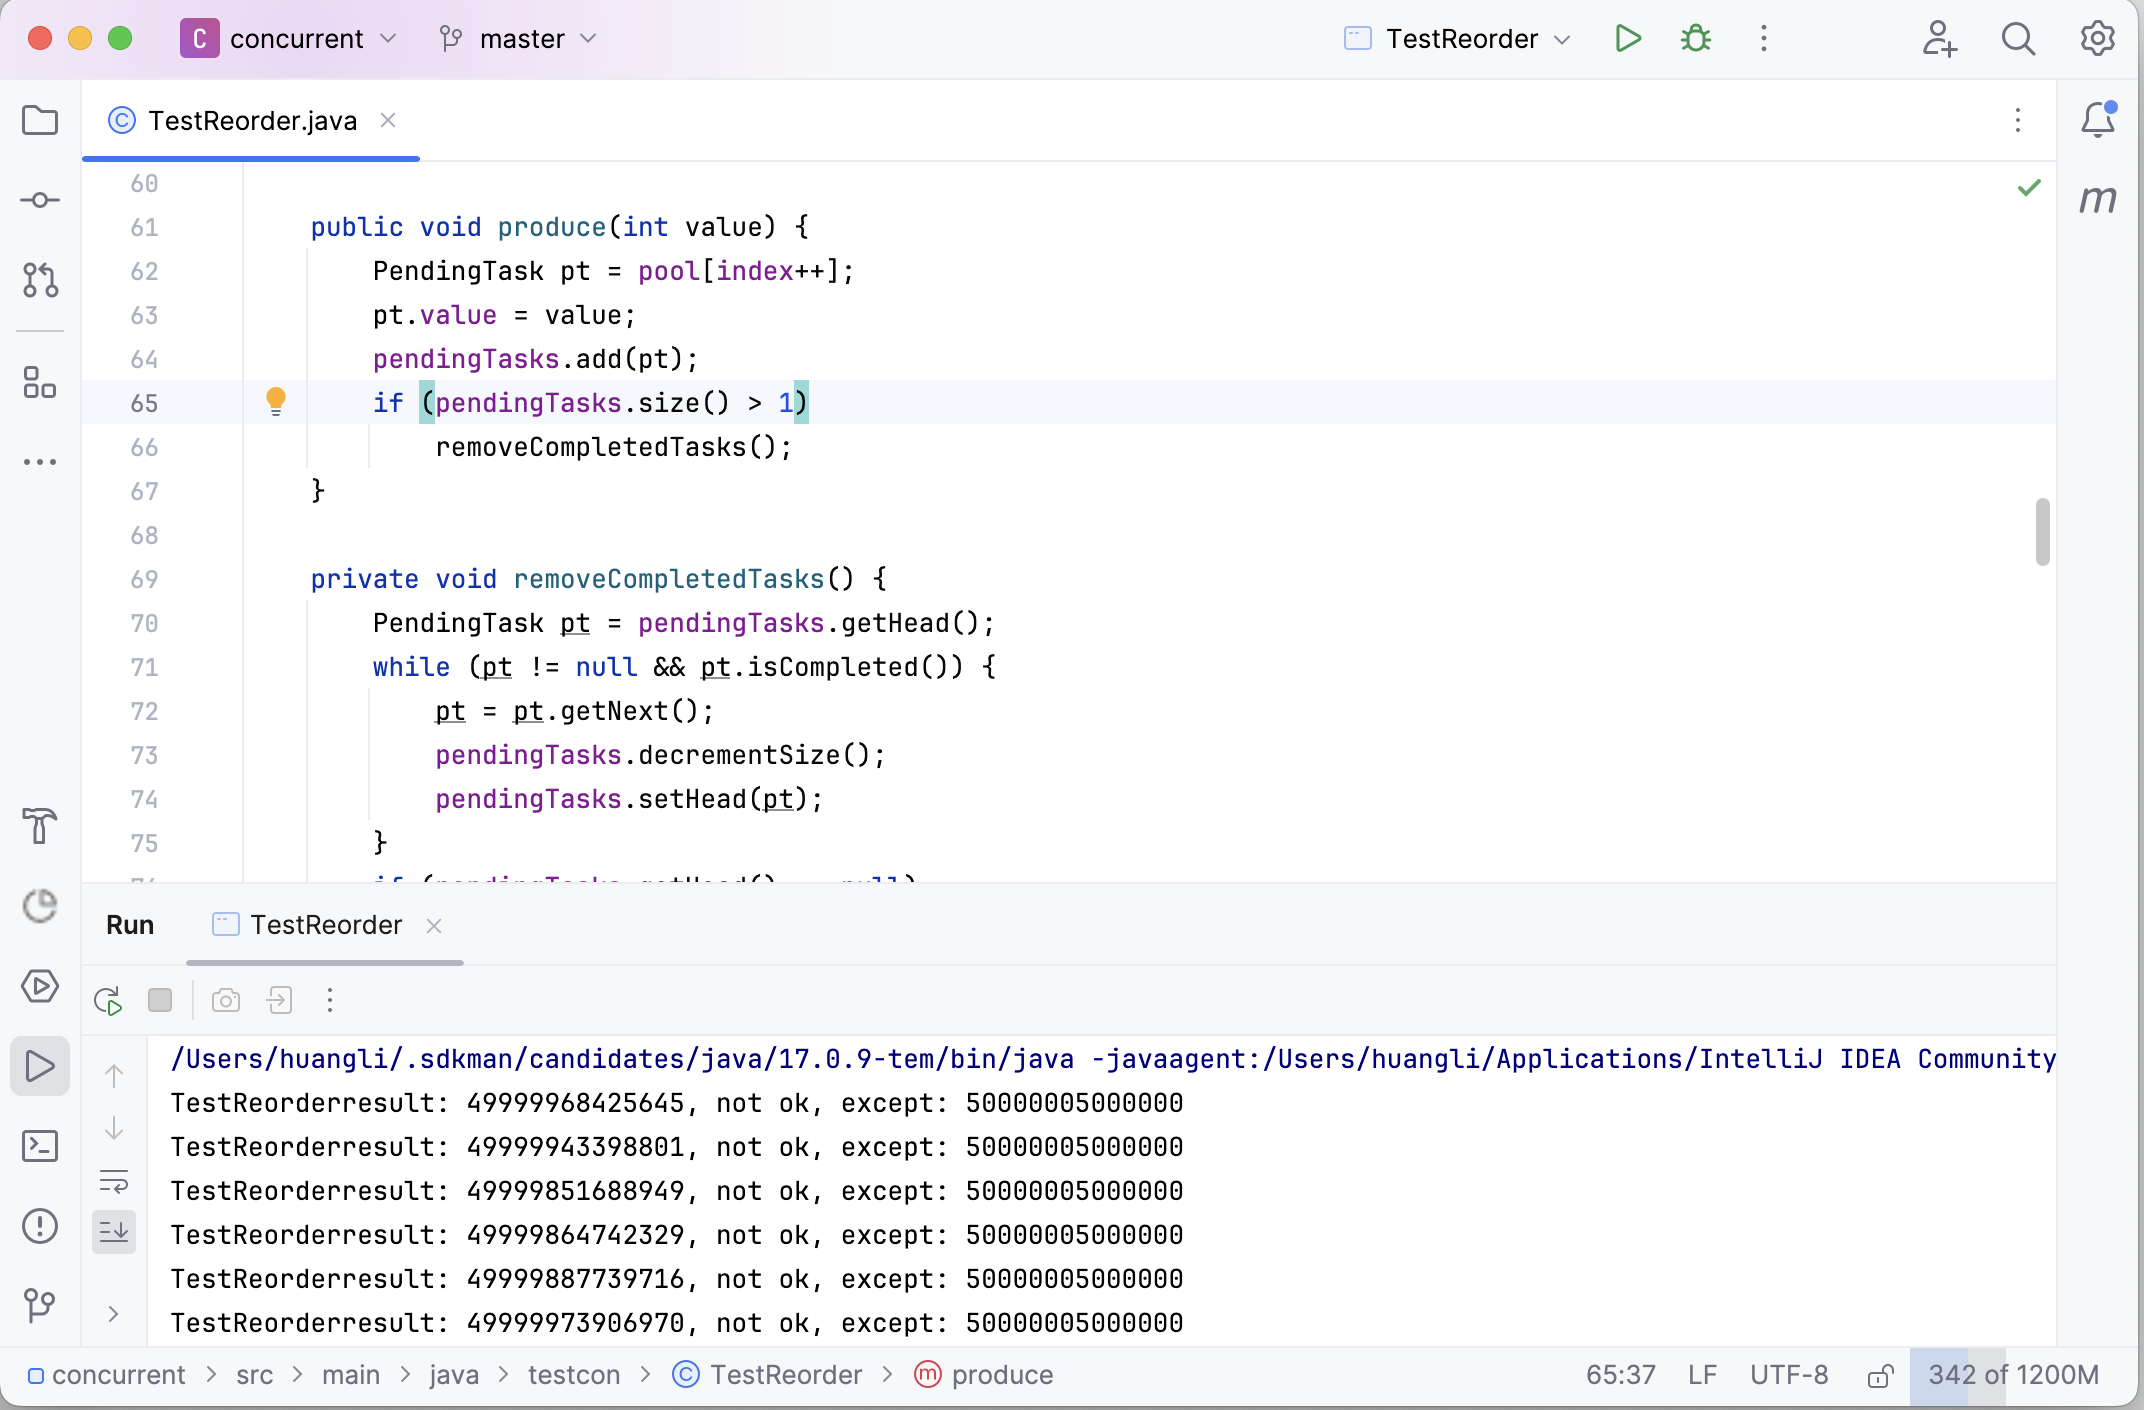 C concurrent master TestReorder
TestReorder.java
60
61 public void produce(int value) {
62 PendingTask pt = pool[index++];
63 pt.value = value;
64 pendingTasks.add(pt);
65 if (pendingTasks.size() > 1)
66 removeCompletedTasks();
67 }
68
69 private void removeCompletedTasks() {
70 PendingTask pt = pendingTasks.getHead();
71 while (pt != null && pt.isCompleted()) {
72 pt = pt.getNext();
73 pendingTasks.decrementSize();
74 pendingTasks.setHead(pt);
75 }
Run TestReorder
/Users/huangli/.sdkman/candidates/java/17.0.9-tem/bin/java -javaagent:/Users/huangli/Applications/IntelliJ IDEA Community
TestReorderresult: 49999968425645, not ok, except: 50000005000000
TestReorderresult: 49999943398801, not ok, except: 50000005000000
TestReorderresult: 49999851688949, not ok, except: 50000005000000
TestReorderresult: 49999864742329, not ok, except: 50000005000000
TestReorderresult: 49999887739716, not ok, except: 50000005000000
TestReorderresult: 49999973906970, not ok, except: 50000005000000
concurrent > src > main > java > testcon > TestReorder > produce 65:37 LF UTF-8 342 of 1200M